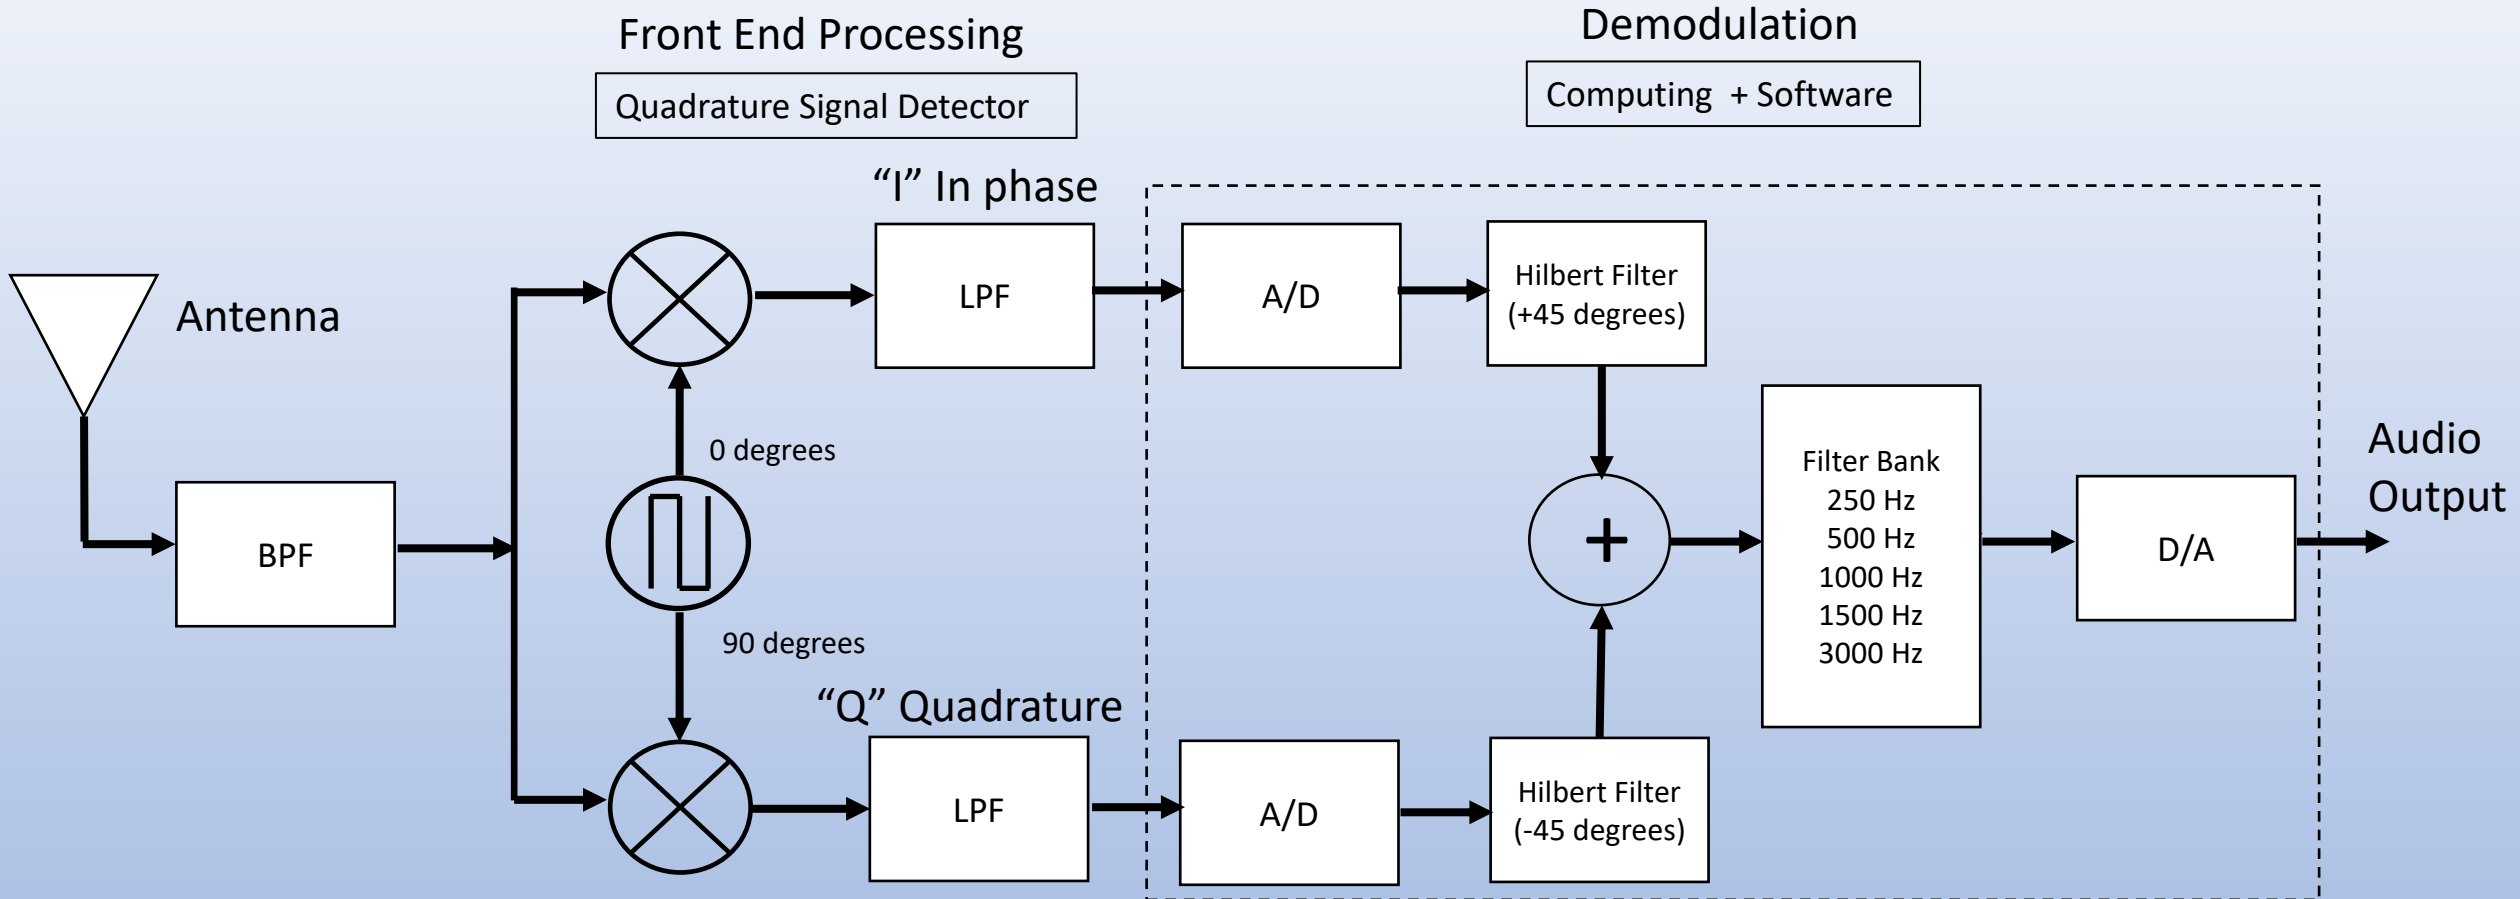 Front End Processing
Quadrature Signal Detector
Demodulation
Computing + Software
“I” In phase
Antenna
LPF
A/D
Hilbert Filter
(+45 degrees)
0 degrees
BPF
90 degrees
+
Filter Bank
250 Hz
500 Hz
1000 Hz
1500 Hz
3000 Hz
D/A
Audio
Output
“Q” Quadrature
LPF
A/D
Hilbert Filter
(-45 degrees)